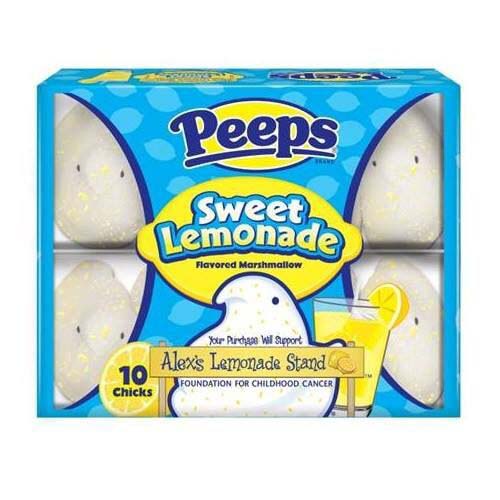 Peeps
BRAND
Sweet
Lemonade
Flavored Marshmallow
Your Purchase Will Support
Alex's Lemonade Stand
FOUNDATION FOR CHILDHOOD CANCER
TM
10
Chicks